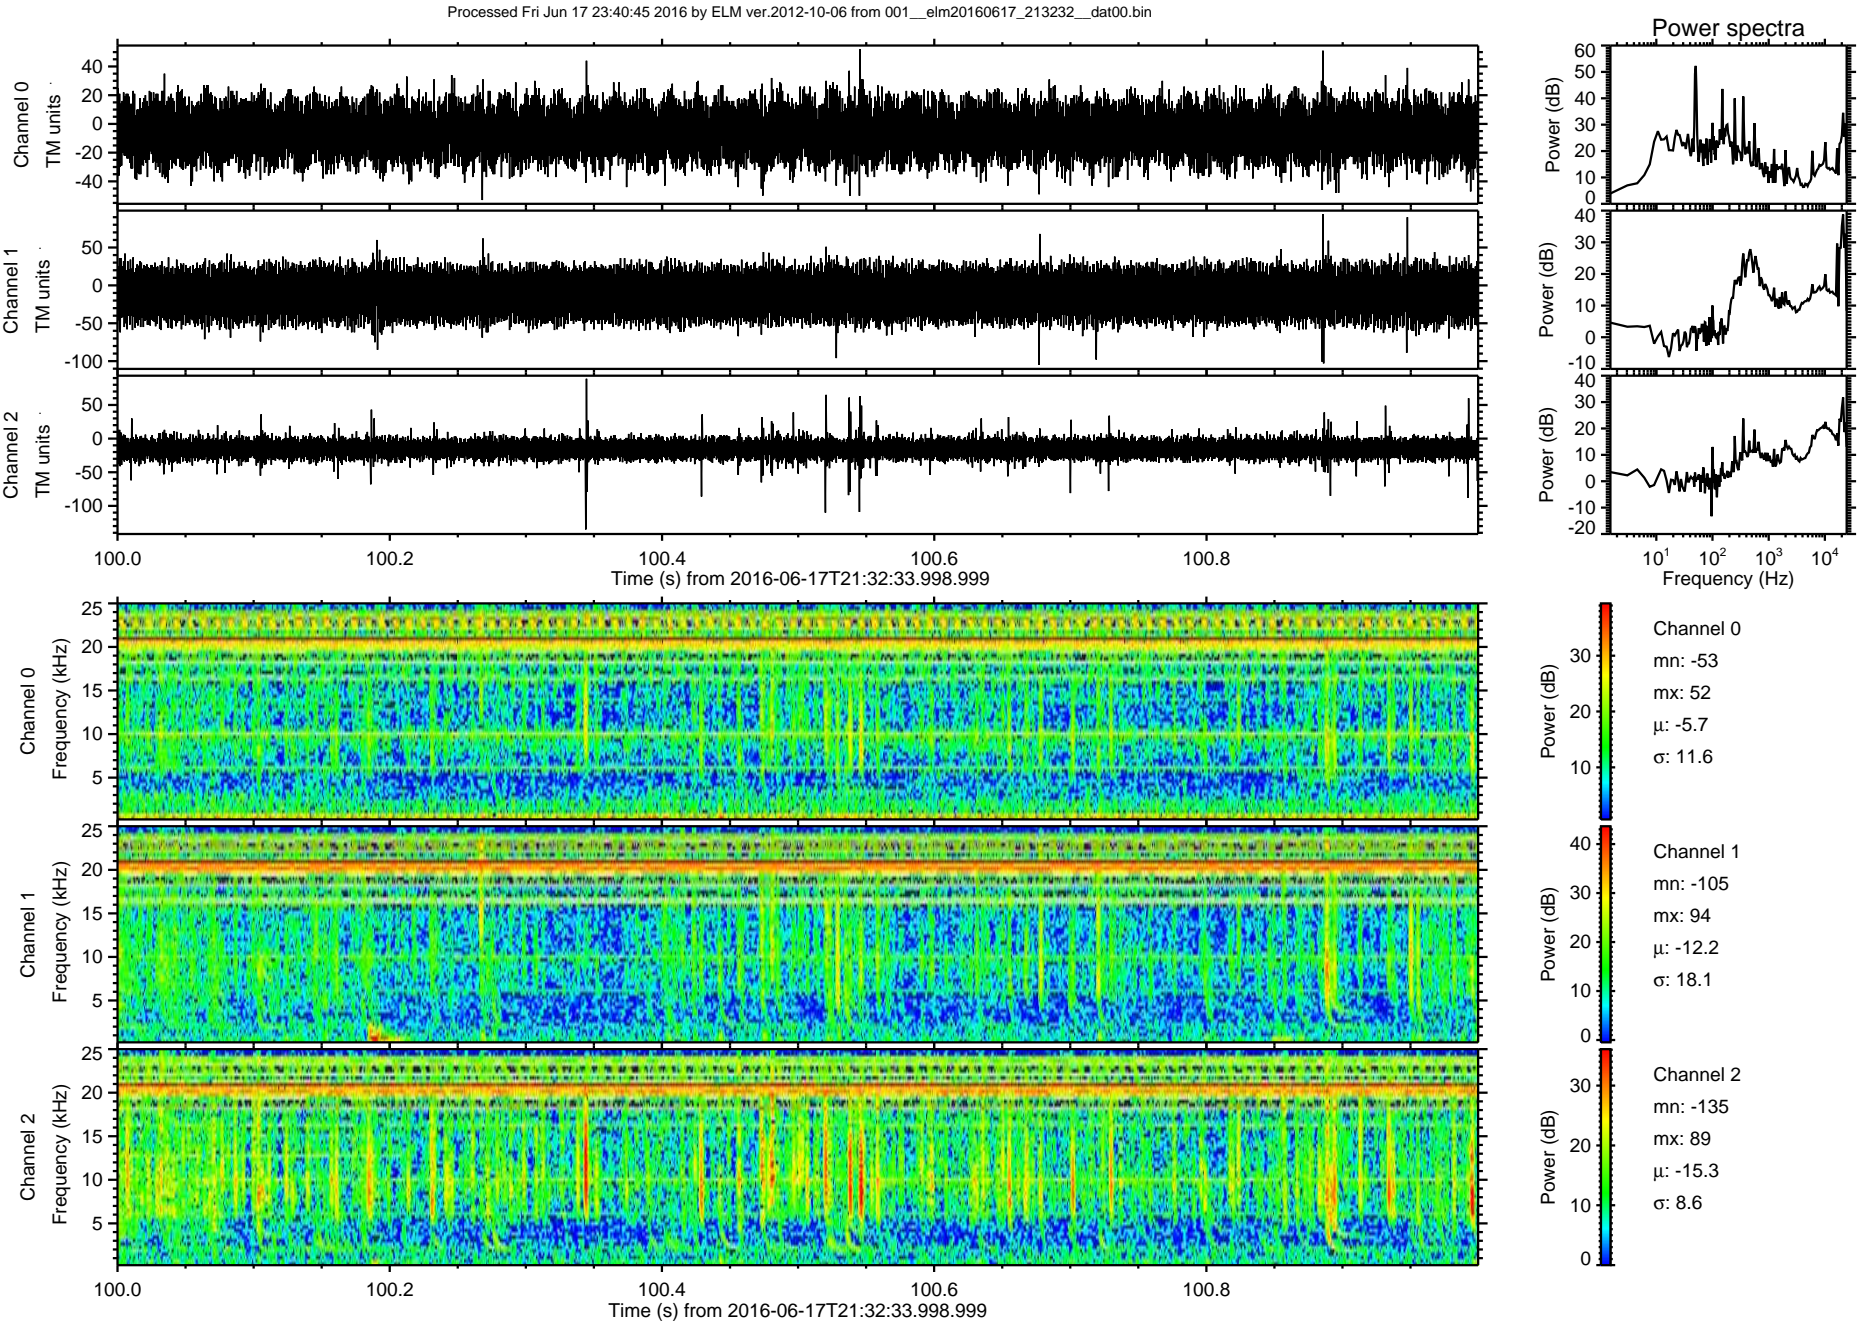 Processed Fri Jun 17 23:40:45 2016 by ELM ver.2012-10-06 from 001__elm20160617_213232__dat00.bin
Power spectra
Channel 0
TM units
40
20
0
-20
-40
Power (dB)
60
50
40
30
20
10
0
Channel 1
TM units
50
0
-50
-100
Power (dB)
40
30
20
10
0
-10
Channel 2
TM units
50
0
-50
-100
Power (dB)
40
30
20
10
0
-10
-20
100.0 100.2 100.4 100.6 100.8
Time (s) from 2016-06-17T21:32:33.998.999
10¹ 10² 10³ 10⁴
Frequency (Hz)
Channel 0
Frequency (kHz)
25
20
15
10
5
Power (dB)
30
20
10
Channel 0
mn: -53
mx: 52
μ: -5.7
σ: 11.6
Channel 1
Frequency (kHz)
25
20
15
10
5
Power (dB)
40
30
20
10
0
Channel 1
mn: -105
mx: 94
μ: -12.2
σ: 18.1
Channel 2
Frequency (kHz)
25
20
15
10
5
Power (dB)
30
20
10
0
Channel 2
mn: -135
mx: 89
μ: -15.3
σ: 8.6
100.0 100.2 100.4 100.6 100.8
Time (s) from 2016-06-17T21:32:33.998.999